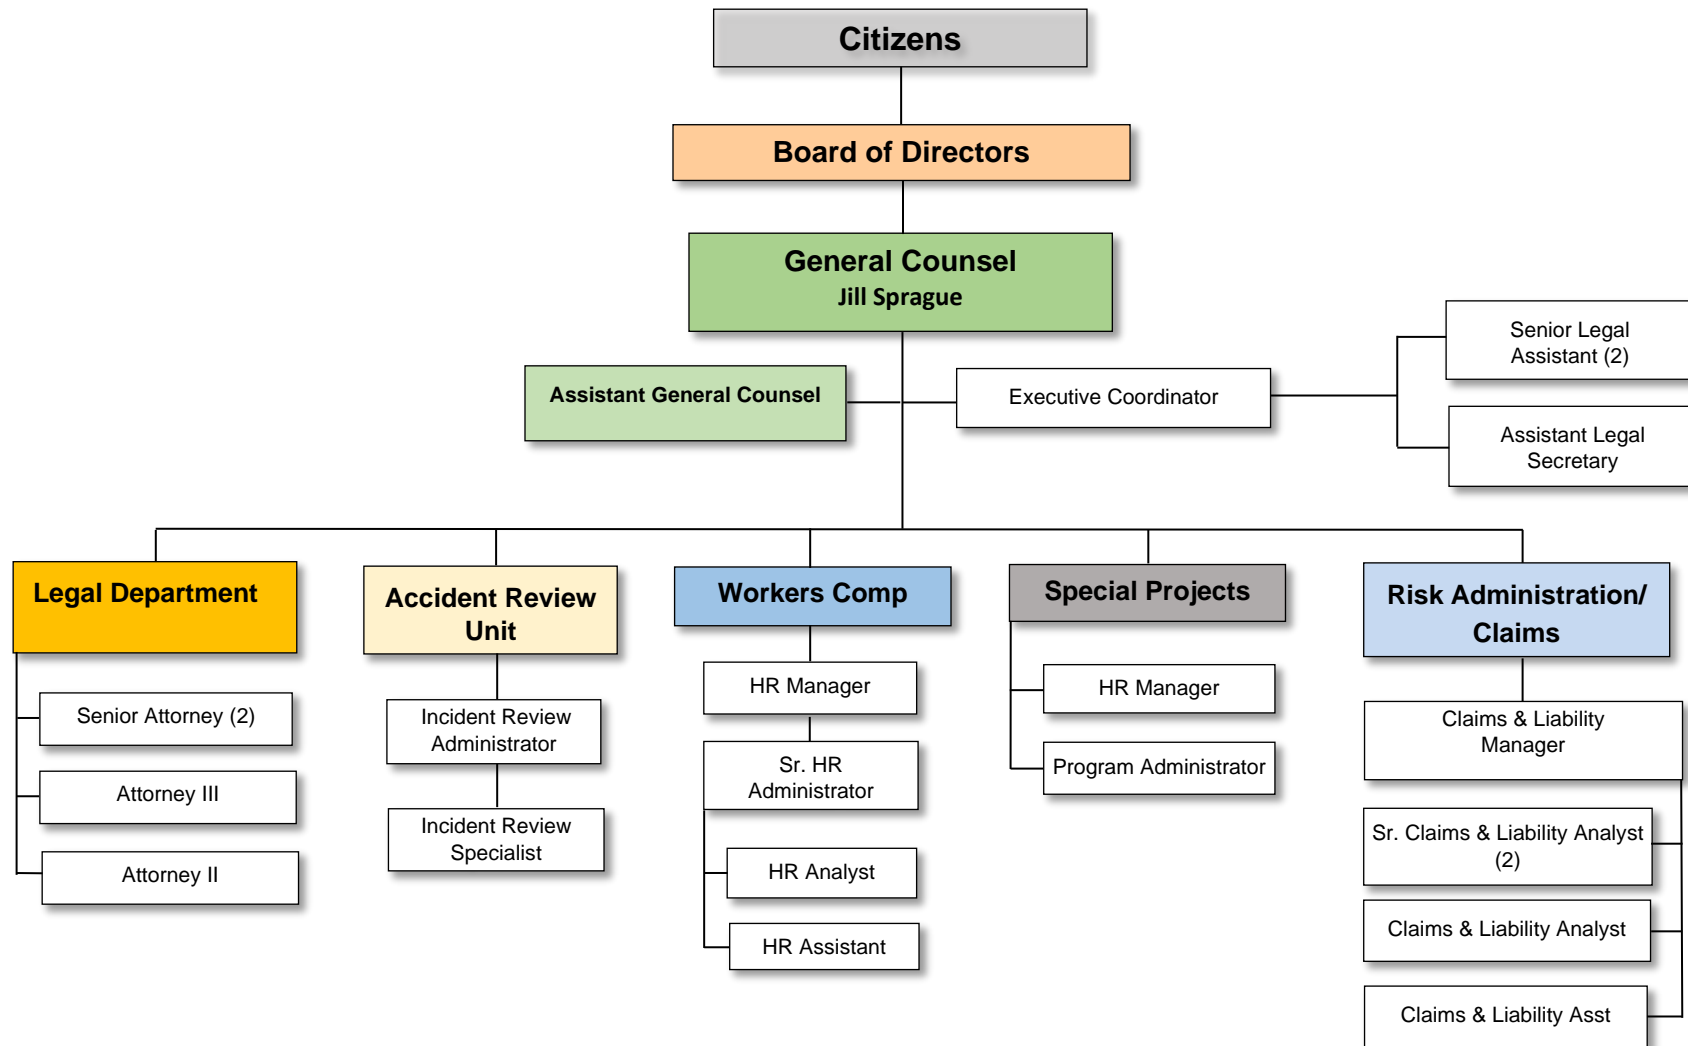 Citizens
Board of Directors
General Counsel
Jill Sprague
Assistant General Counsel
Executive Coordinator
Senior Legal
Assistant (2)
Assistant Legal
Secretary
Legal Department
Senior Attorney (2)
Attorney III
Attorney II
Accident Review
Unit
Incident Review
Administrator
Incident Review
Specialist
Workers Comp
HR Manager
Sr. HR
Administrator
HR Analyst
HR Assistant
Special Projects
HR Manager
Program Administrator
Risk Administration/
Claims
Claims & Liability
Manager
Sr. Claims & Liability Analyst
(2)
Claims & Liability Analyst
Claims & Liability Asst